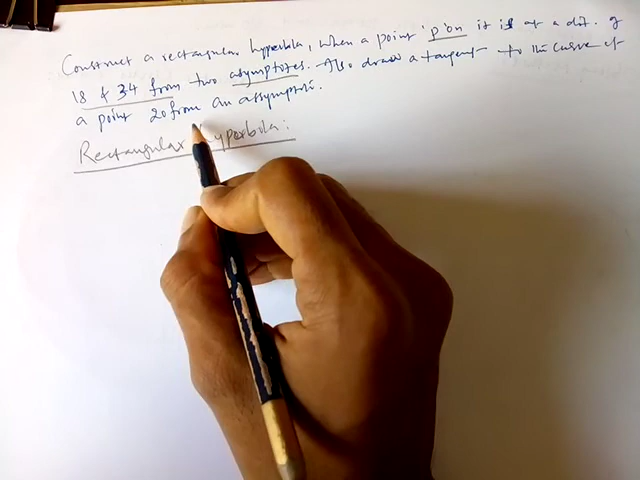 Construct a rectangular hyperbola, when a point 'p' on it is at a dist. of
18 & 34 from two asymptotes. Also draw a tangent to the curve at
a point 20 from an assymptote.
Rectangular hyperbola: